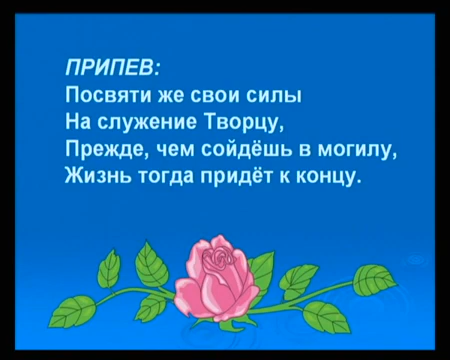 ПРИПЕВ:
Посвяти же свои силы
На служение Творцу,
Прежде, чем сойдёшь в могилу,
Жизнь тогда придёт к концу.